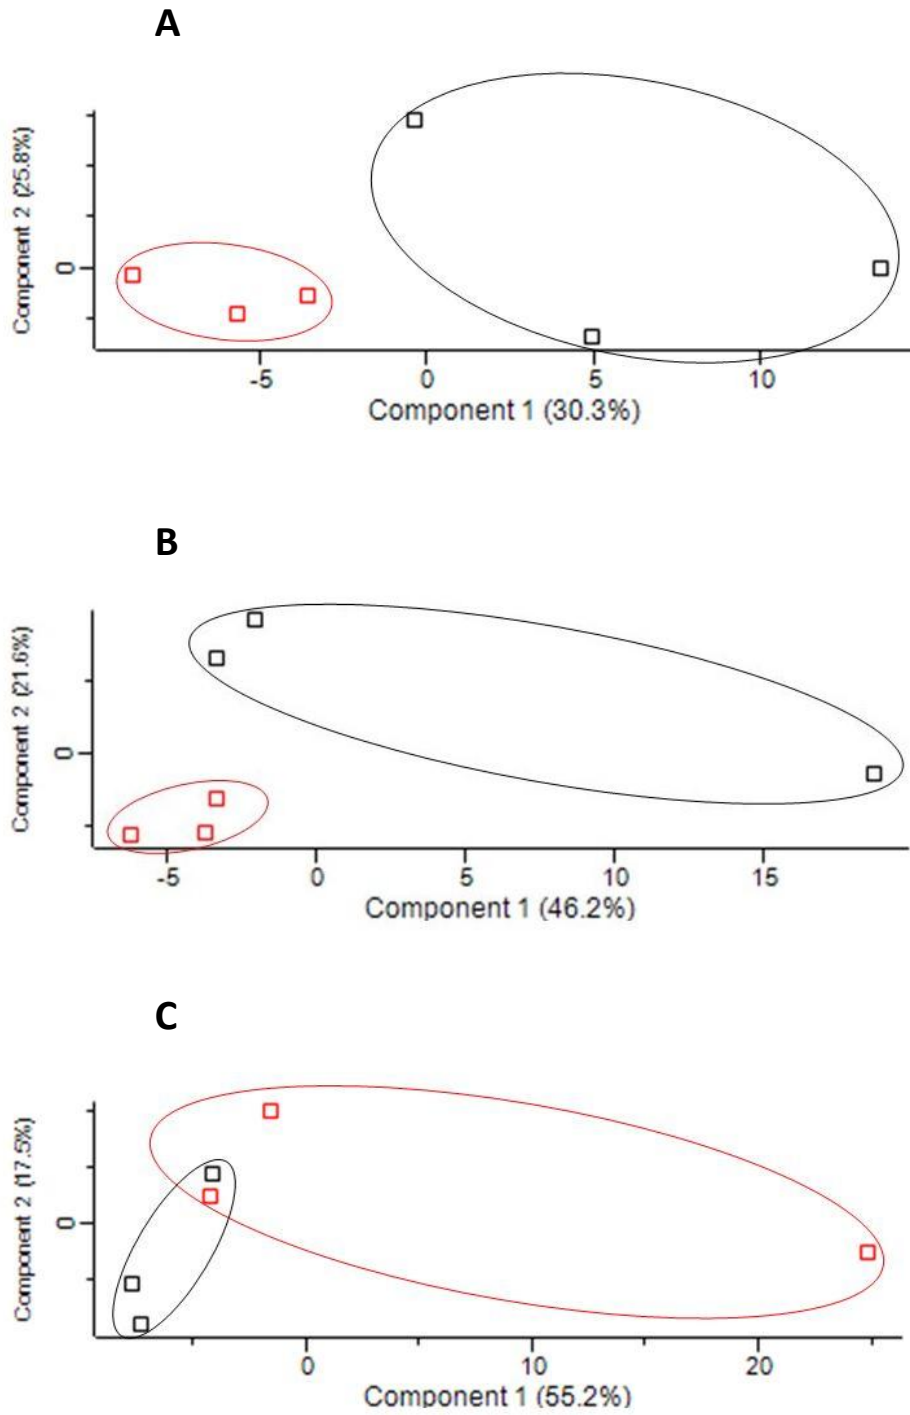 A
Component 2 (25.8%)
0
-5 0 5 10
Component 1 (30.3%)
B
Component 2 (21.6%)
0
-5 0 5 10 15
Component 1 (46.2%)
C
Component 2 (17.5%)
0
0 10 20
Component 1 (55.2%)